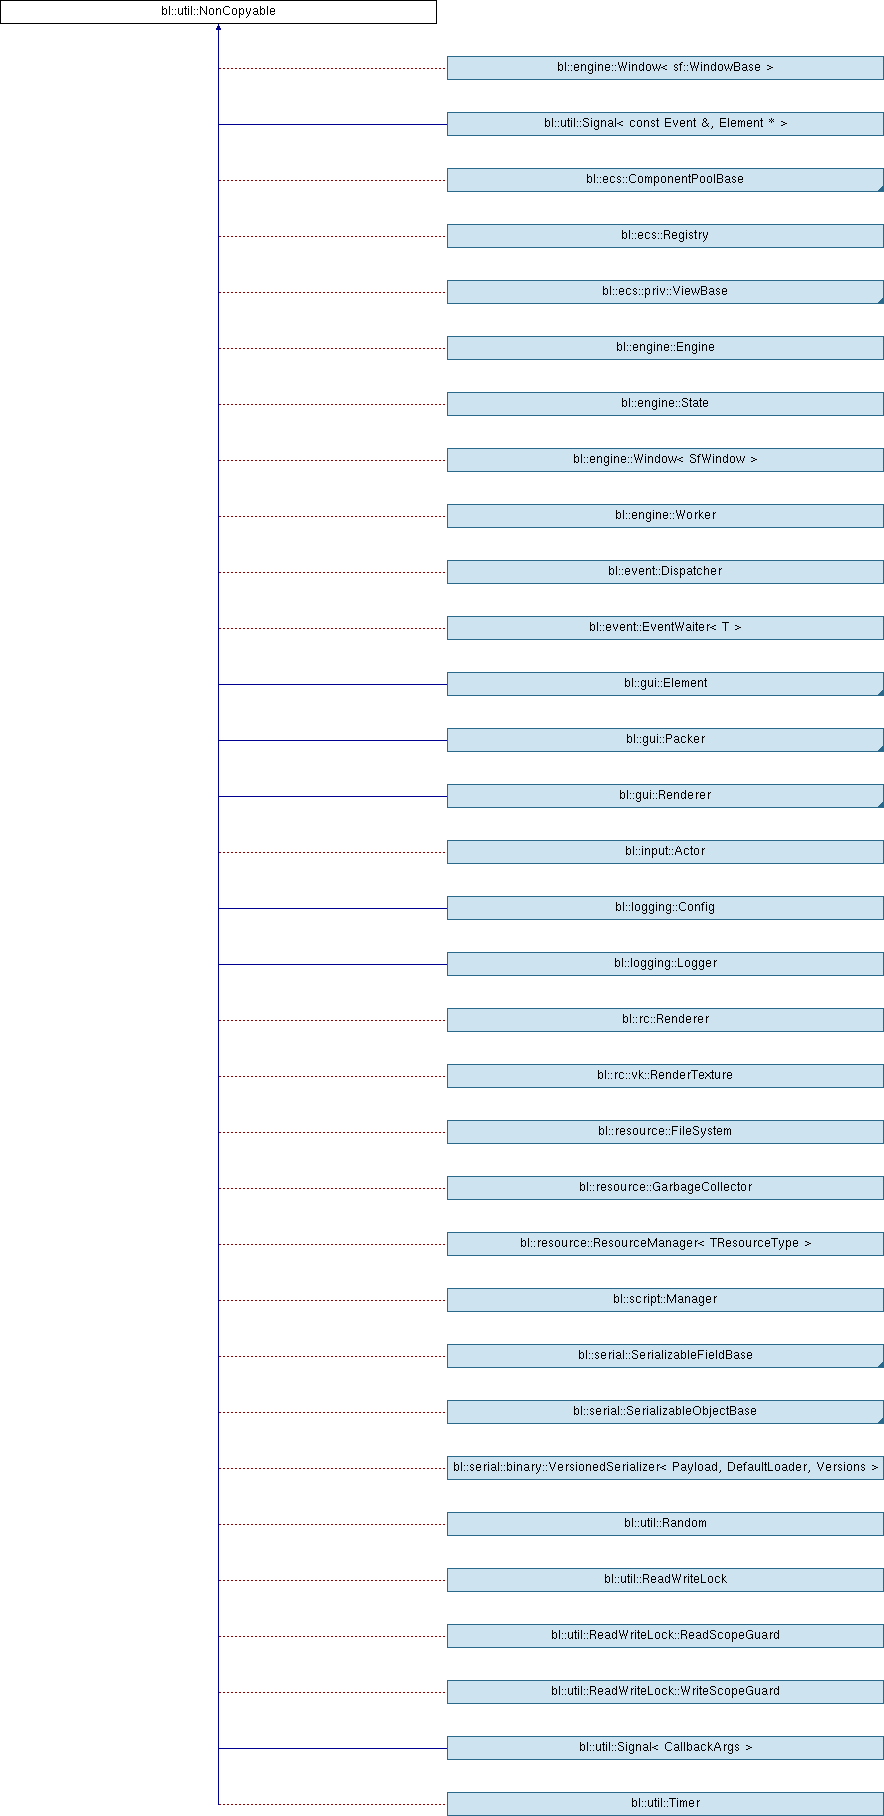 bl::util::NonCopyable
bl::engine::Window< sf::WindowBase >
bl::util::Signal< const Event &, Element * >
bl::ecs::ComponentPoolBase
bl::ecs::Registry
bl::ecs::priv::ViewBase
bl::engine::Engine
bl::engine::State
bl::engine::Window< SfWindow >
bl::engine::Worker
bl::event::Dispatcher
bl::event::EventWaiter< T >
bl::gui::Element
bl::gui::Packer
bl::gui::Renderer
bl::input::Actor
bl::logging::Config
bl::logging::Logger
bl::rc::Renderer
bl::rc::vk::RenderTexture
bl::resource::FileSystem
bl::resource::GarbageCollector
bl::resource::ResourceManager< TResourceType >
bl::script::Manager
bl::serial::SerializableFieldBase
bl::serial::SerializableObjectBase
bl::serial::binary::VersionedSerializer< Payload, DefaultLoader, Versions >
bl::util::Random
bl::util::ReadWriteLock
bl::util::ReadWriteLock::ReadScopeGuard
bl::util::ReadWriteLock::WriteScopeGuard
bl::util::Signal< CallbackArgs >
bl::util::Timer